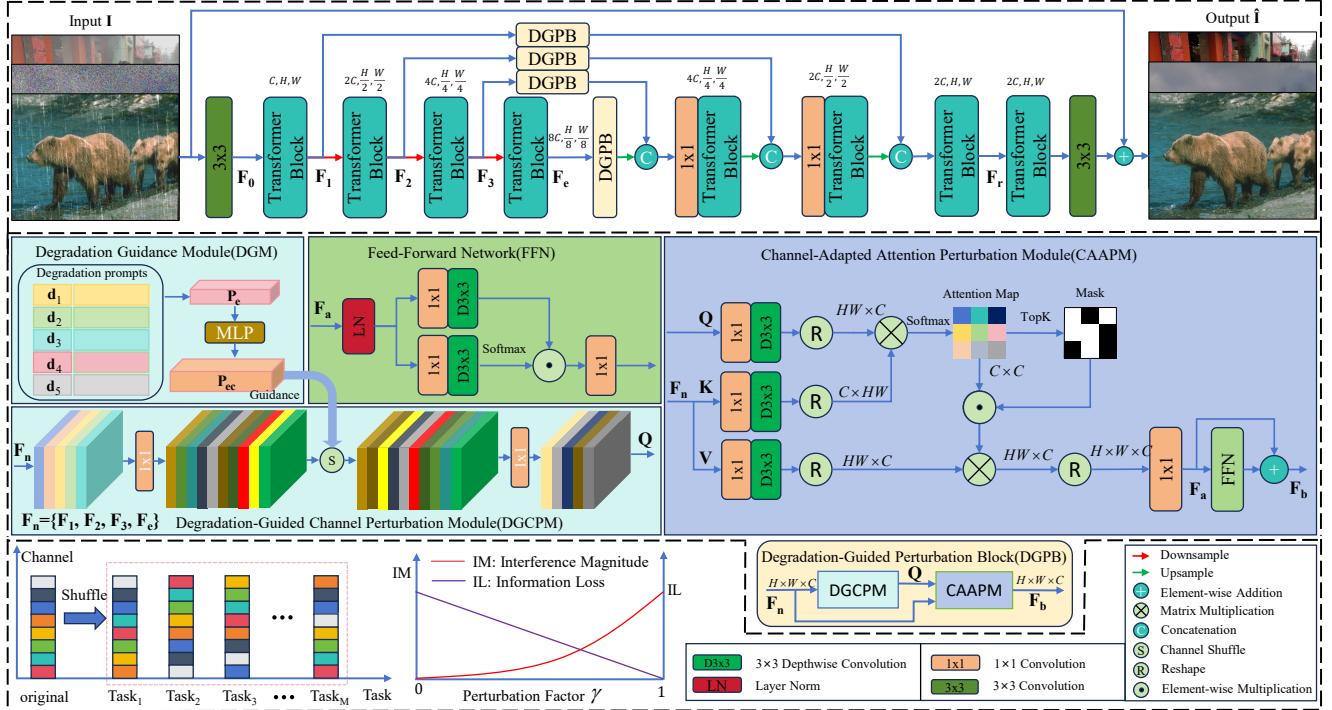 Input I
Output Î
DGPB
DGPB
DGPB
C, H, W
2C, H/2, W/2
4C, H/4, W/4
8C, H/8, W/8
4C, H/4, W/4
2C, H/2, W/2
2C, H, W
2C, H, W
3x3
Transformer Block
Transformer Block
Transformer Block
Transformer Block
DGPB
C
1x1
Transformer Block
C
1x1
Transformer Block
C
Transformer Block
Transformer Block
3x3
+
F0
F1
F2
F3
Fe
Fr
Degradation Guidance Module(DGM)
Degradation prompts
d1
d2
d3
d4
d5
Pe
MLP
Pec
Guidance
Feed-Forward Network(FFN)
Fa
LN
1x1
D3x3
1x1
D3x3
Softmax
1x1
Channel-Adapted Attention Perturbation Module(CAAPM)
Q
1x1
D3x3
R
HW×C
Softmax
Attention Map
TopK
Mask
C×C
Fn
K
1x1
D3x3
R
C×HW
V
1x1
D3x3
R
HW×C
HW×C
R
H×W×C
1x1
Fa
FFN
+
Fb
Fn
1x1
S
1x1
Q
Fn={F1, F2, F3, Fe}
Degradation-Guided Channel Perturbation Module(DGCPM)
Channel
Shuffle
original
Task1
Task2
Task3
TaskM
Task
IM
IM: Interference Magnitude
IL: Information Loss
IL
0
Perturbation Factor γ
1
Degradation-Guided Perturbation Block(DGPB)
H×W×C
Fn
DGCPM
Q
CAAPM
H×W×C
Fb
D3x3
3×3 Depthwise Convolution
LN
Layer Norm
1x1
1×1 Convolution
3x3
3×3 Convolution
Downsample
Upsample
+
Element-wise Addition
Matrix Multiplication
C
Concatenation
S
Channel Shuffle
R
Reshape
Element-wise Multiplication